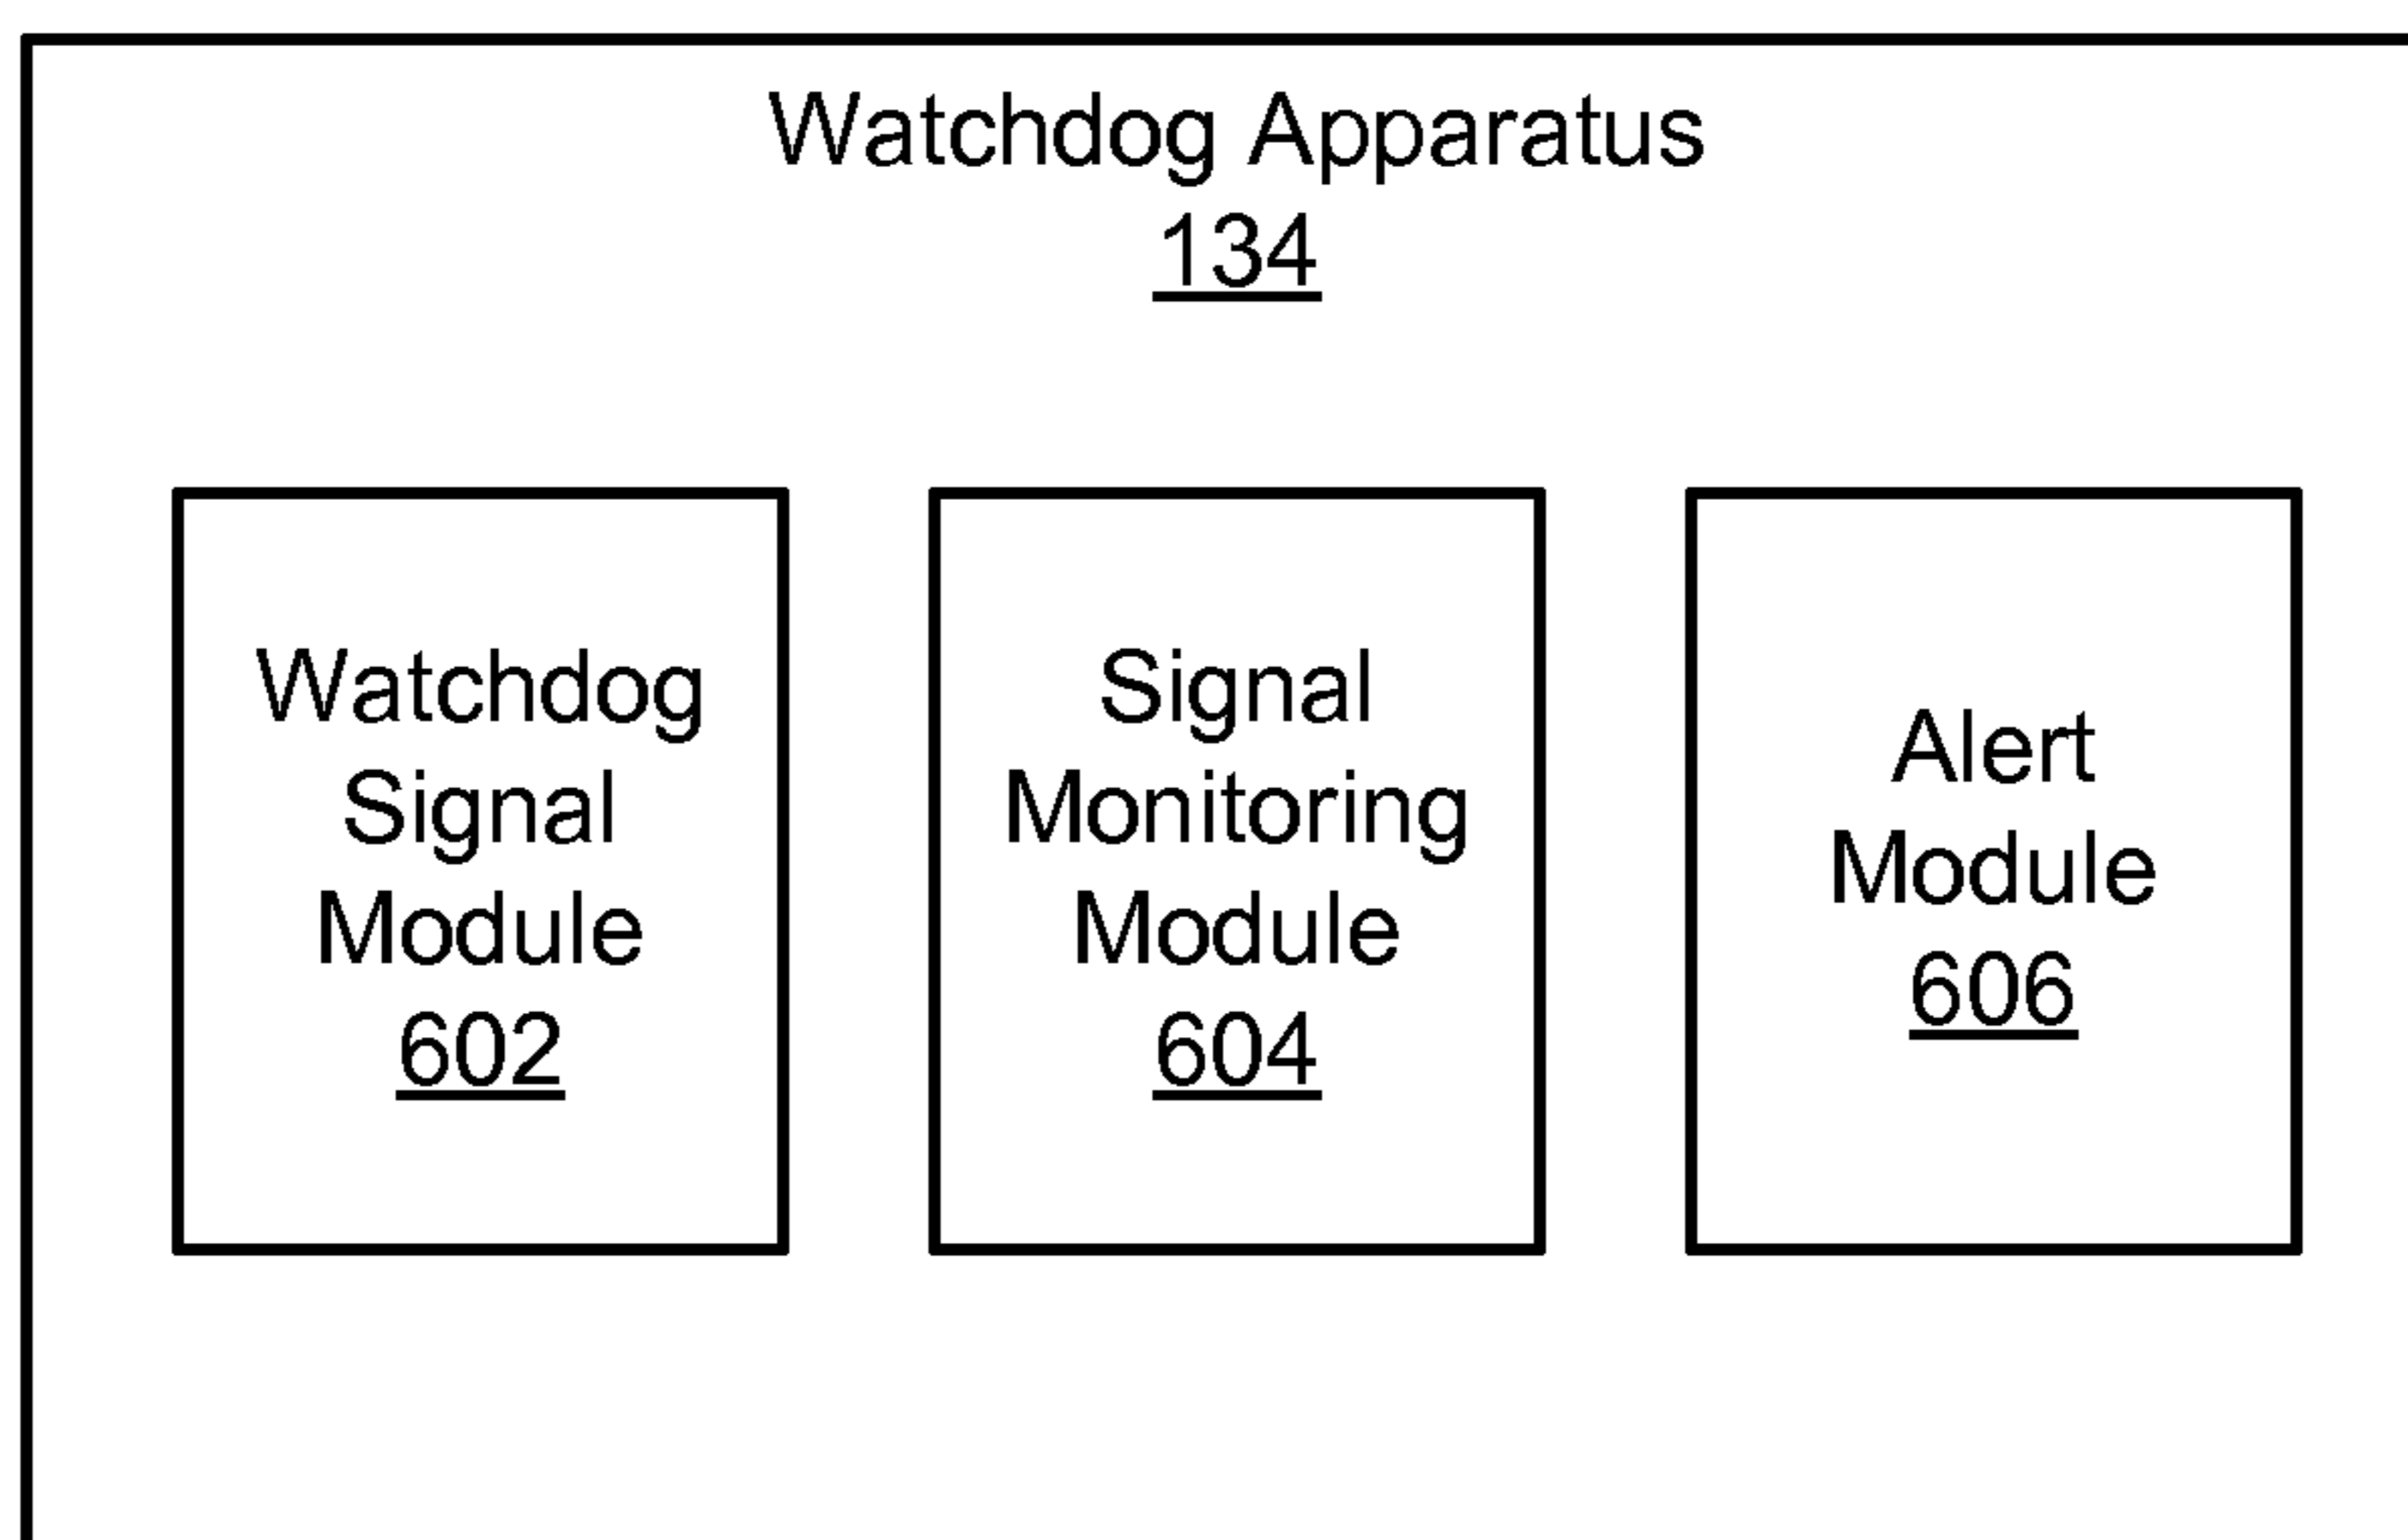 Watchdog Apparatus
134
Watchdog
Signal
Module
602
Signal
Monitoring
Module
604
Alert
Module
606